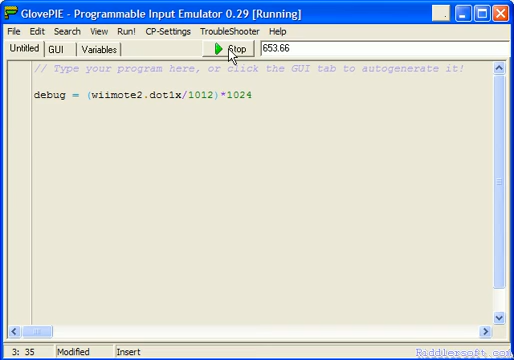 GlovePIE - Programmable Input Emulator 0.29 [Running]
File Edit Search View Run! CP-Settings TroubleShooter Help
Untitled GUI Variables Stop 653.66
// Type your program here, or click the GUI tab to autogenerate it!
debug = (wiimote2.dot1x/1012)*1024
3: 35 Modified Insert
Riddlersoft.com